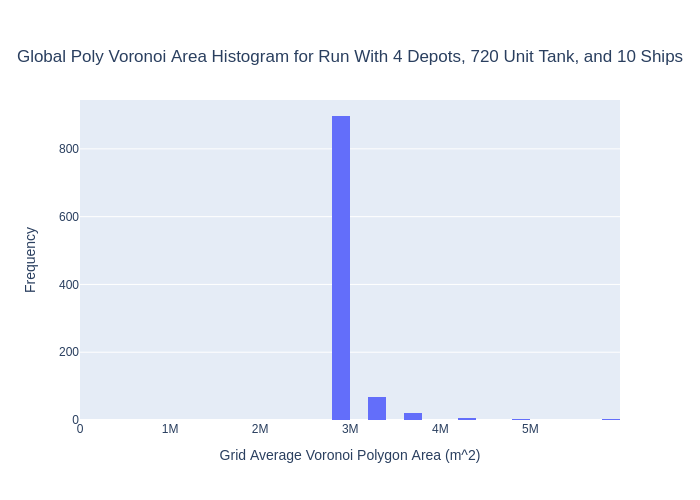 Global Poly Voronoi Area Histogram for Run With 4 Depots, 720 Unit Tank, and 10 Ships
800
600
400
200
0
0 1M 2M 3M 4M 5M
Frequency
Grid Average Voronoi Polygon Area (m^2)